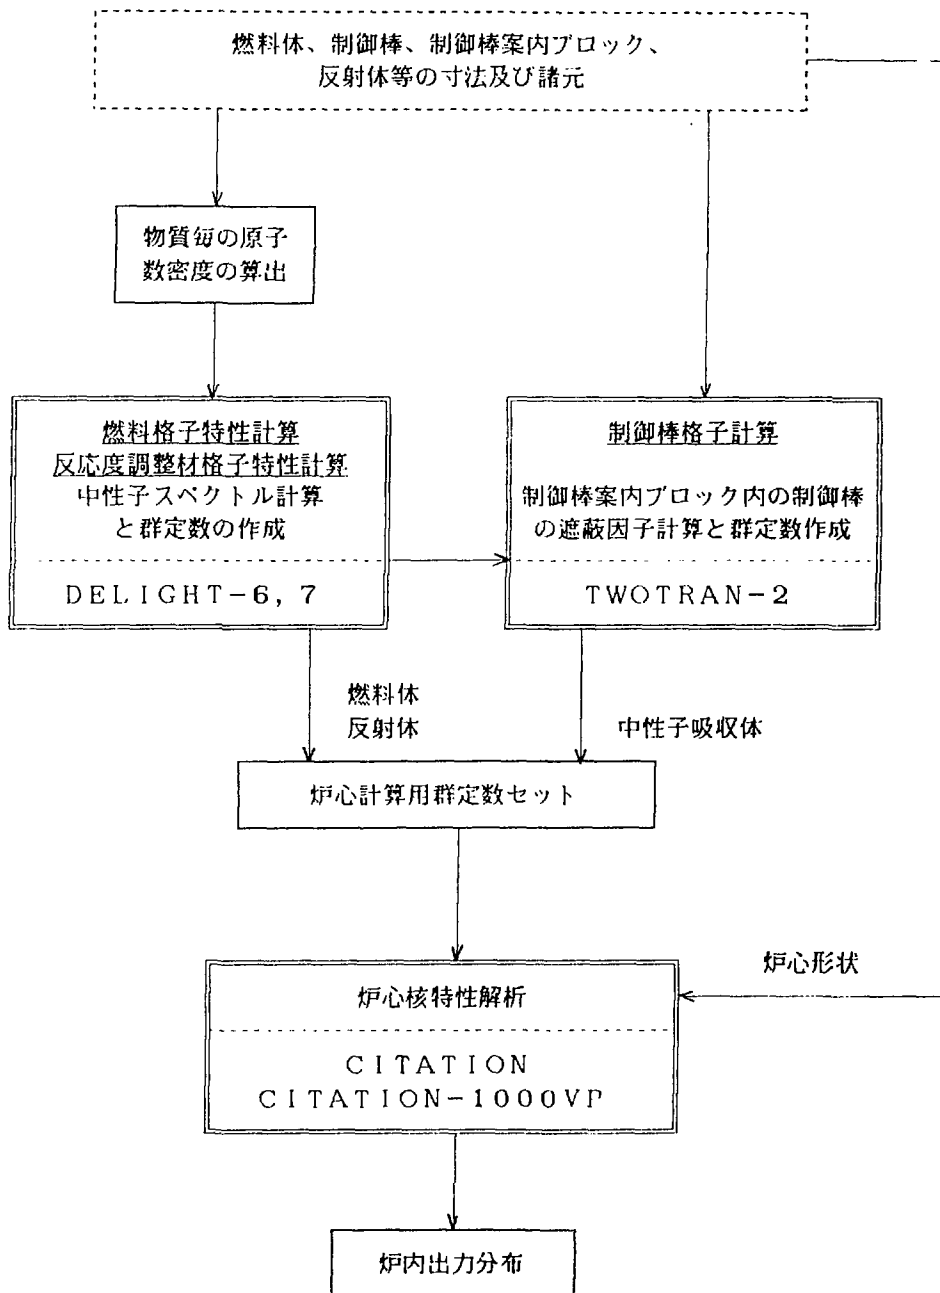 燃料体、制御棒、制御棒案内ブロック、
反射体等の寸法及び諸元
物質毎の原子
数密度の算出
燃料格子特性計算
反応度調整材格子特性計算
中性子スペクトル計算
と群定数の作成
DELIGHT-6, 7
制御棒格子計算
制御棒案内ブロック内の制御棒
の遮蔽因子計算と群定数作成
TWOTRAN-2
燃料体
反射体
中性子吸収体
炉心計算用群定数セット
炉心形状
炉心核特性解析
CITATION
CITATION-1000VP
炉内出力分布